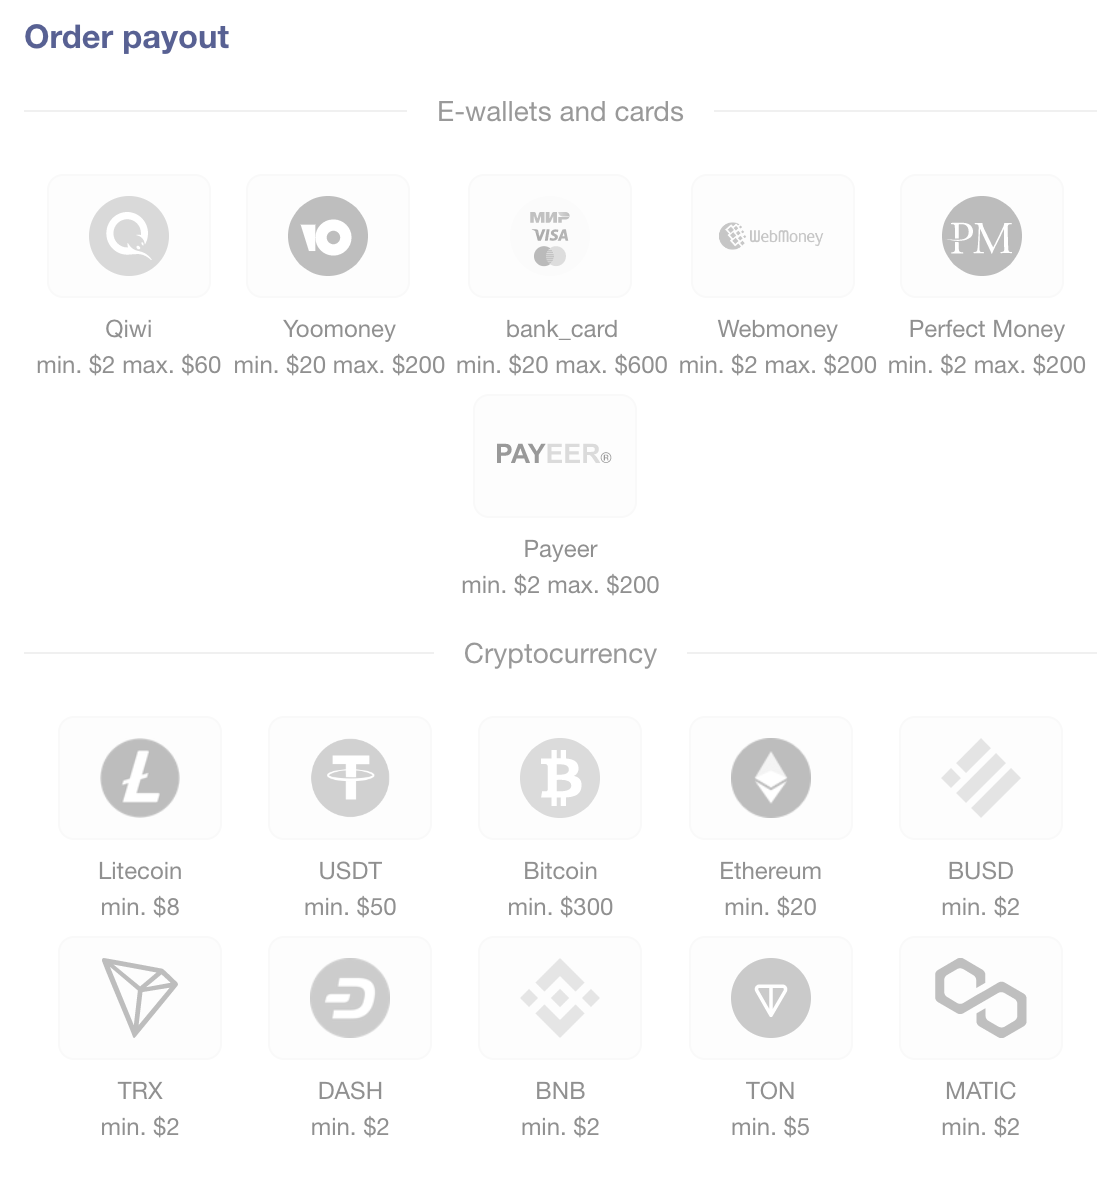 Order payout
E-wallets and cards
МИР
VISA
WebMoney
PM
Qiwi
Yoomoney
bank_card
Webmoney
Perfect Money
min. $2 max. $60
min. $20 max. $200
min. $20 max. $600
min. $2 max. $200
min. $2 max. $200
PAYEER®
Payeer
min. $2 max. $200
Cryptocurrency
Litecoin
USDT
Bitcoin
Ethereum
BUSD
min. $8
min. $50
min. $300
min. $20
min. $2
TRX
DASH
BNB
TON
MATIC
min. $2
min. $2
min. $2
min. $5
min. $2